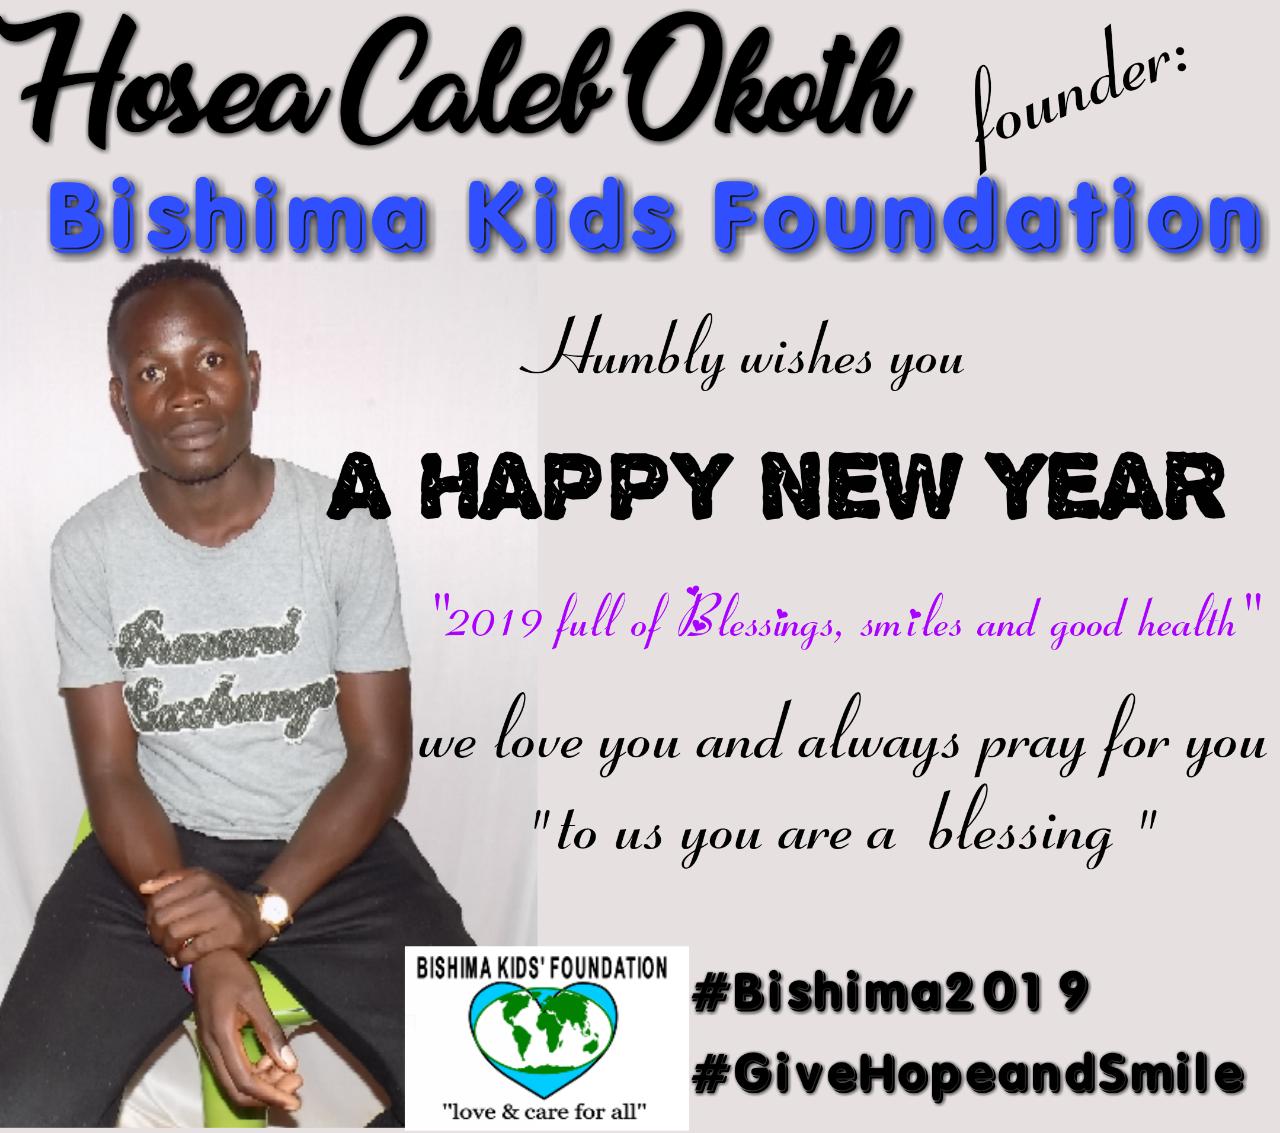 Hosea Caleb Okoth founder:
Bishima Kids Foundation
Humbly wishes you
A HAPPY NEW YEAR
"2019 full of Blessings, smiles and good health"
we love you and always pray for you
"to us you are a blessing "
BISHIMA KIDS' FOUNDATION
"love & care for all"
#Bishima2019
#GiveHopeandSmile